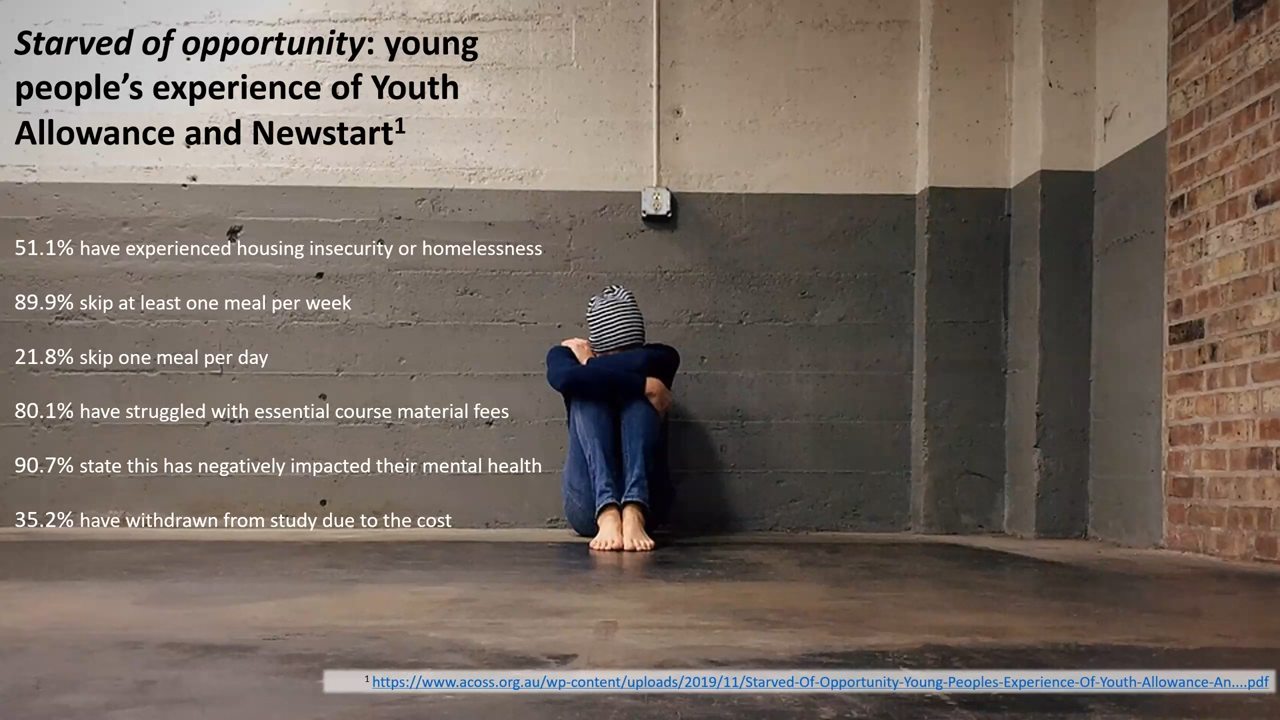 Starved of opportunity: young
people’s experience of Youth
Allowance and Newstart¹
51.1% have experienced housing insecurity or homelessness
89.9% skip at least one meal per week
21.8% skip one meal per day
80.1% have struggled with essential course material fees
90.7% state this has negatively impacted their mental health
35.2% have withdrawn from study due to the cost
¹ https://www.acoss.org.au/wp-content/uploads/2019/11/Starved-Of-Opportunity-Young-Peoples-Experience-Of-Youth-Allowance-An....pdf